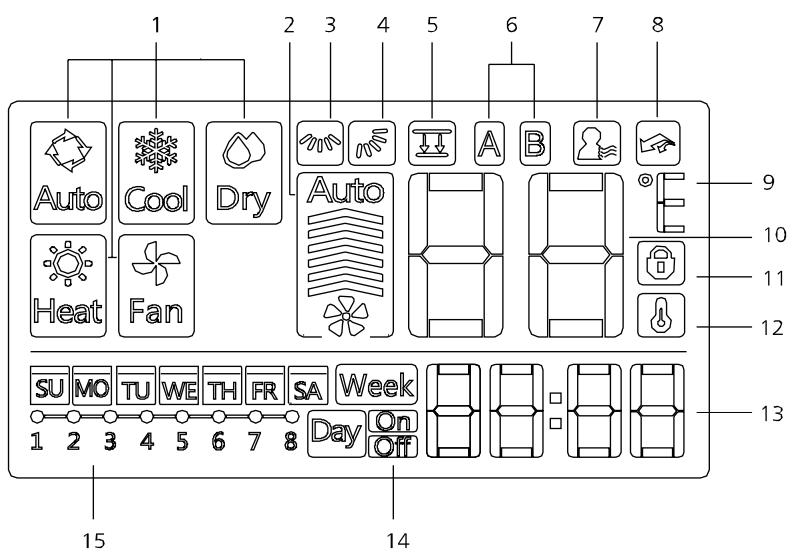 1 2 3 4 5 6 7 8
A B
Auto Cool Dry Auto
9
10
Heat Fan
11
12
SU MO TU WE TH FR SA Week 88:88
Day On
Off
1 2 3 4 5 6 7 8
13
15 14